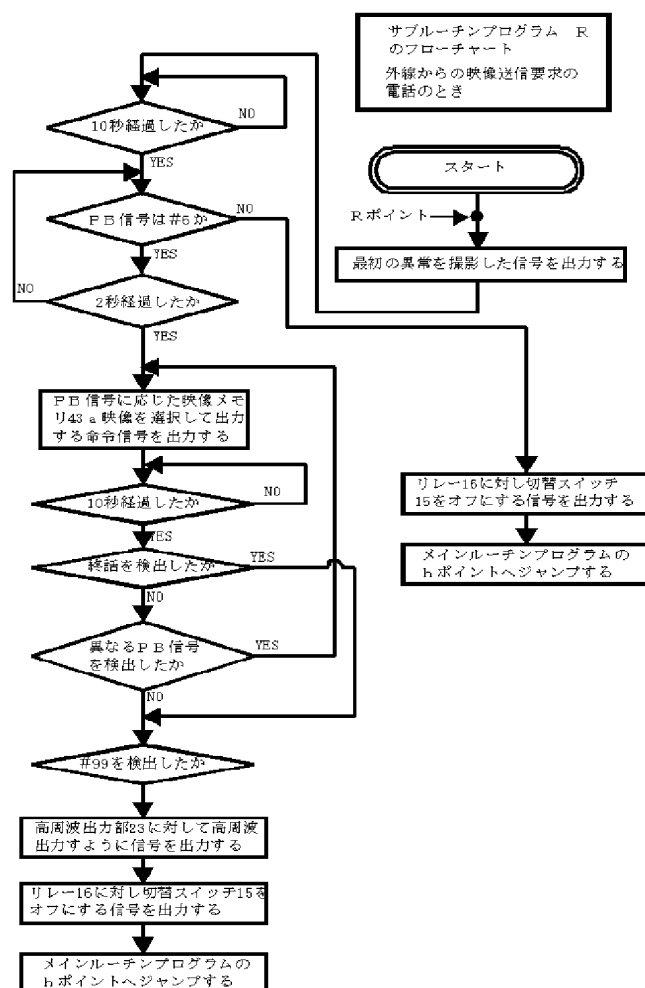 サブルーチンプログラム R
のフローチャート
外線からの映像送信要求の
電話のとき
スタート
Rポイント
最初の異常を撮影した信号を出力する
10秒経過したか
NO
YES
PB信号は#6か
NO
YES
2秒経過したか
NO
YES
PB信号に応じた映像メモ
リ43a映像を選択して出力
する命令信号を出力する
10秒経過したか
NO
YES
終話を検出したか
YES
NO
異なるPB信号
を検出したか
YES
NO
#99を検出したか
高周波出力部23に対して高周波
出力すように信号を出力する
リレー16に対し切替スイッチ15を
オフにする信号を出力する
メインルーチンプログラムの
hポイントへジャンプする
リレー16に対し切替スイッチ
15をオフにする信号を出力する
メインルーチンプログラムの
hポイントへジャンプする